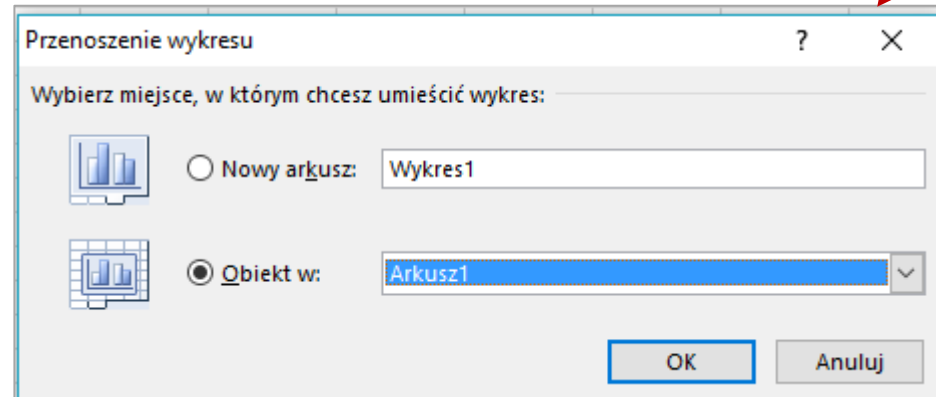 Przenoszenie wykresu ?
Wybierz miejsce, w którym chcesz umieścić wykres:
Nowy arkusz: Wykres1
Obiekt w: Arkusz1
OK Anuluj